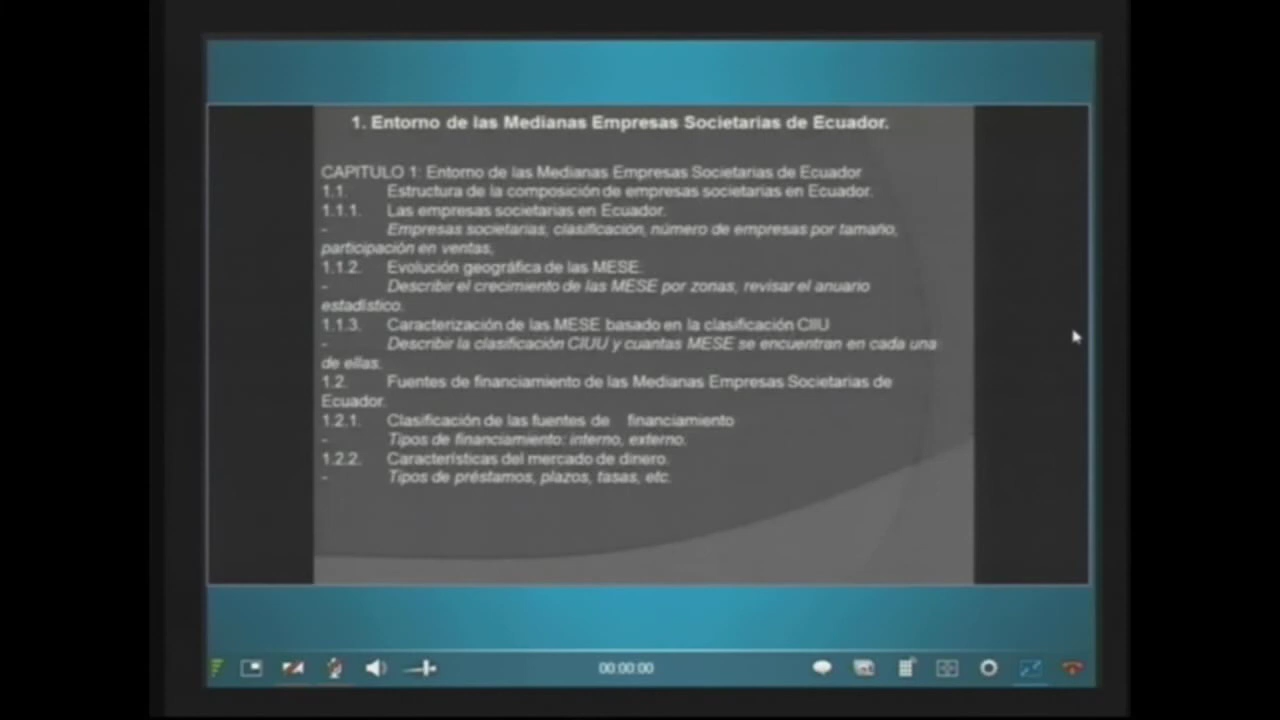 1. Entorno de las Medianas Empresas Societarias de Ecuador.
CAPITULO 1: Entorno de las Medianas Empresas Societarias de Ecuador
1.1. Estructura de la composición de empresas societarias en Ecuador.
1.1.1. Las empresas societarias en Ecuador.
- Empresas societarias, clasificación, número de empresas por tamaño,
participación en ventas,
1.1.2. Evolución geográfica de las MESE.
- Describir el crecimiento de las MESE por zonas, revisar el anuario
estadístico.
1.1.3. Caracterización de las MESE basado en la clasificación CIIU
- Describir la clasificación CIUU y cuantas MESE se encuentran en cada una
de ellas.
1.2. Fuentes de financiamiento de las Medianas Empresas Societarias de
Ecuador.
1.2.1. Clasificación de las fuentes de financiamiento
- Tipos de financiamiento: interno, externo.
1.2.2. Características del mercado de dinero.
- Tipos de préstamos, plazos, tasas, etc.
00:00:00